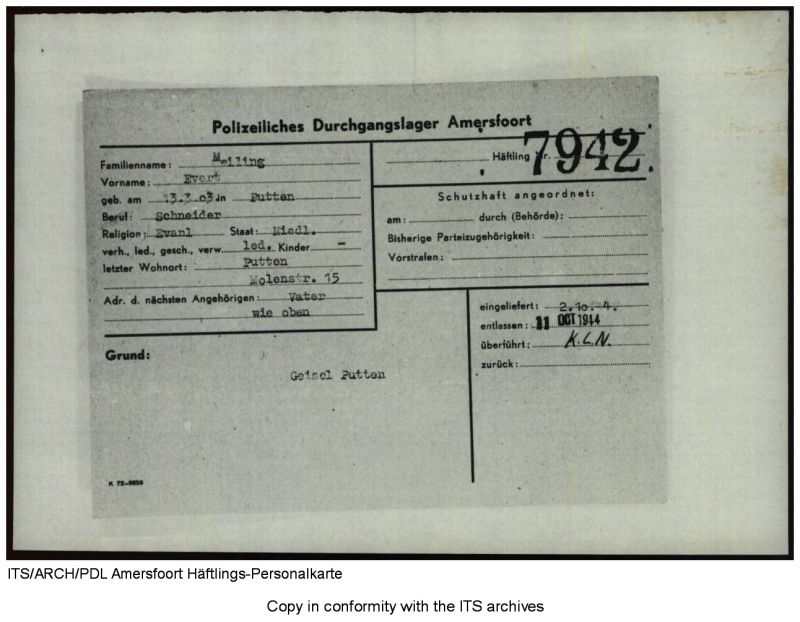 Polizeiliches Durchgangslager Amersfoort
Familienname: Meiling
Vorname: Evert
geb. am 13.3.03 in Putten
Beruf: Schneider
Religion: Evanl Staat: Niedl.
verh., led., gesch., verw. led. Kinder -
letzter Wohnort: Putten
Molenstr. 15
Adr. d. nächsten Angehörigen: Vater
wie oben
Häftling Nr. 7942.
Schutzhaft angeordnet:
am: durch (Behörde):
Bisherige Parteizugehörigkeit:
Vorstrafen:
eingeliefert: 2.10.-4.
entlassen: 11 OCT 1944
überführt: K.L.N.
zurück:
Grund:
Geisel Putten
ITS/ARCH/PDL Amersfoort Häftlings-Personalkarte
Copy in conformity with the ITS archives